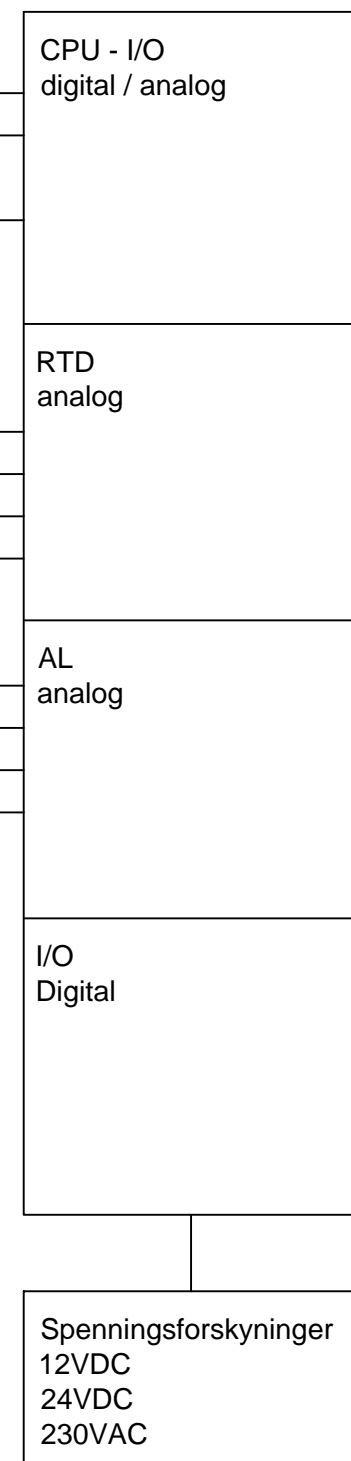 CPU - I/O
digital / analog
RTD
analog
AL
analog
I/O
Digital
Spenningsforskyninger
12VDC
24VDC
230VAC